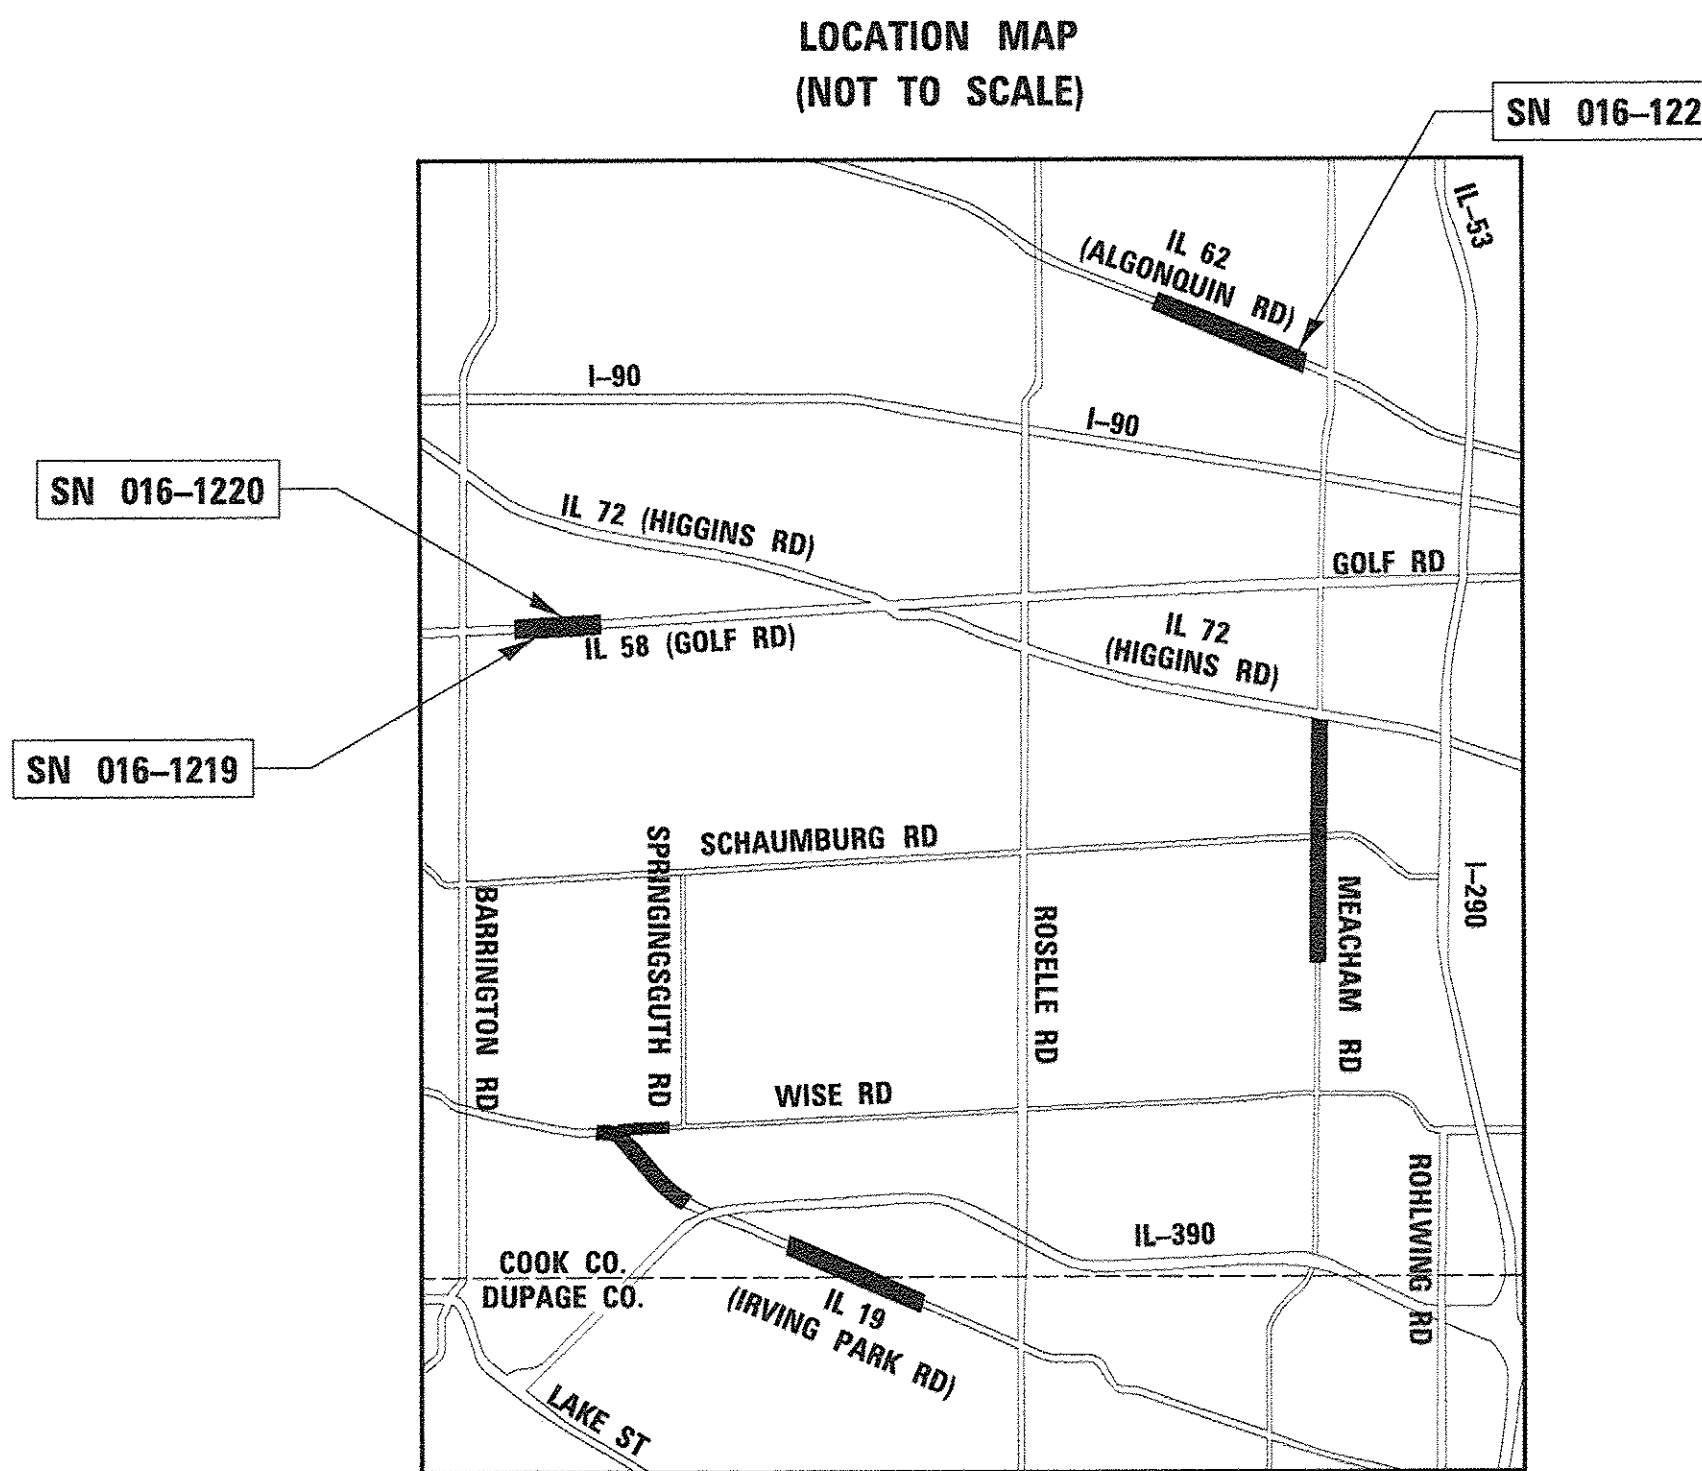 LOCATION MAP
(NOT TO SCALE)
SN 016–122
IL–53
IL 62
(ALGONQUIN RD)
I–90
I–90
SN 016–1220
IL 72 (HIGGINS RD)
GOLF RD
IL 58 (GOLF RD)
IL 72
(HIGGINS RD)
SN 016–1219
SCHAUMBURG RD
SPRINGINGSGUTH RD
BARRINGTON RD
ROSELLE RD
MEACHAM RD
I–290
WISE RD
ROHLWING RD
IL–390
COOK CO.
DUPAGE CO.
IL 19
(IRVING PARK RD)
LAKE ST